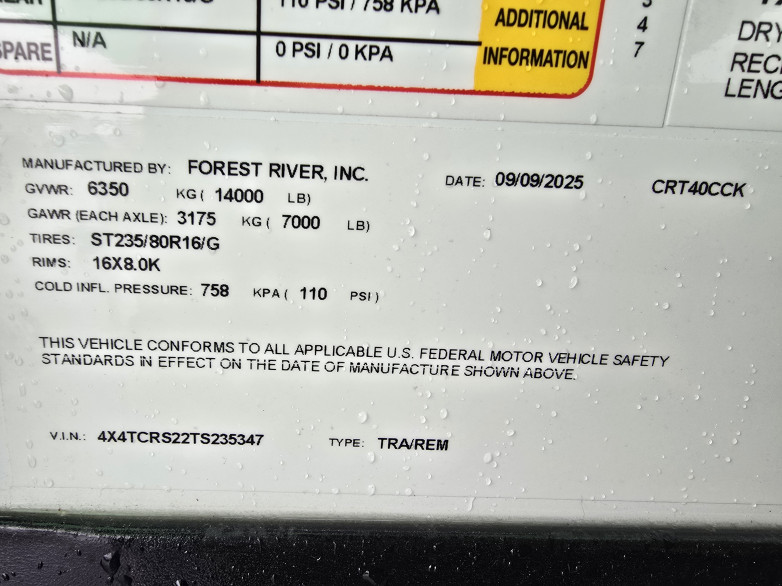 110 PSI / 758 KPA
SPARE N/A 0 PSI / 0 KPA
ADDITIONAL
INFORMATION
4
7
DRY
LENG
MANUFACTURED BY: FOREST RIVER, INC.
DATE: 09/09/2025
CRT40CCK
GVWR: 6350 KG ( 14000 LB)
GAWR (EACH AXLE): 3175 KG ( 7000 LB)
TIRES: ST235/80R16/G
RIMS: 16X8.0K
COLD INFL. PRESSURE: 758 KPA ( 110 PSI )
THIS VEHICLE CONFORMS TO ALL APPLICABLE U.S. FEDERAL MOTOR VEHICLE SAFETY
STANDARDS IN EFFECT ON THE DATE OF MANUFACTURE SHOWN ABOVE.
V.I.N.: 4X4TCRS22TS235347 TYPE: TRA/REM